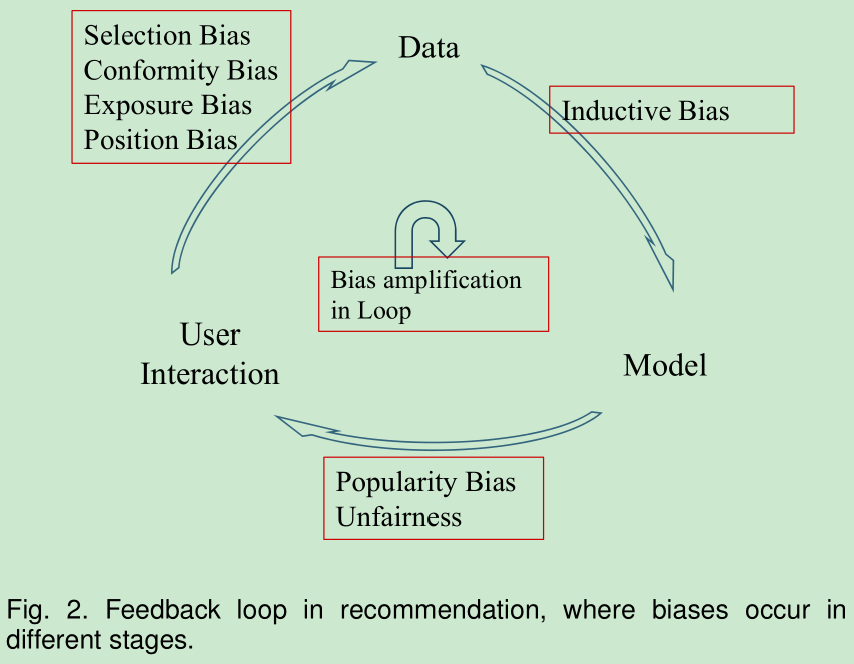 Selection Bias
Conformity Bias
Exposure Bias
Position Bias
Data
Inductive Bias
Bias amplification
in Loop
User
Interaction
Model
Popularity Bias
Unfairness
Fig. 2. Feedback loop in recommendation, where biases occur in
different stages.